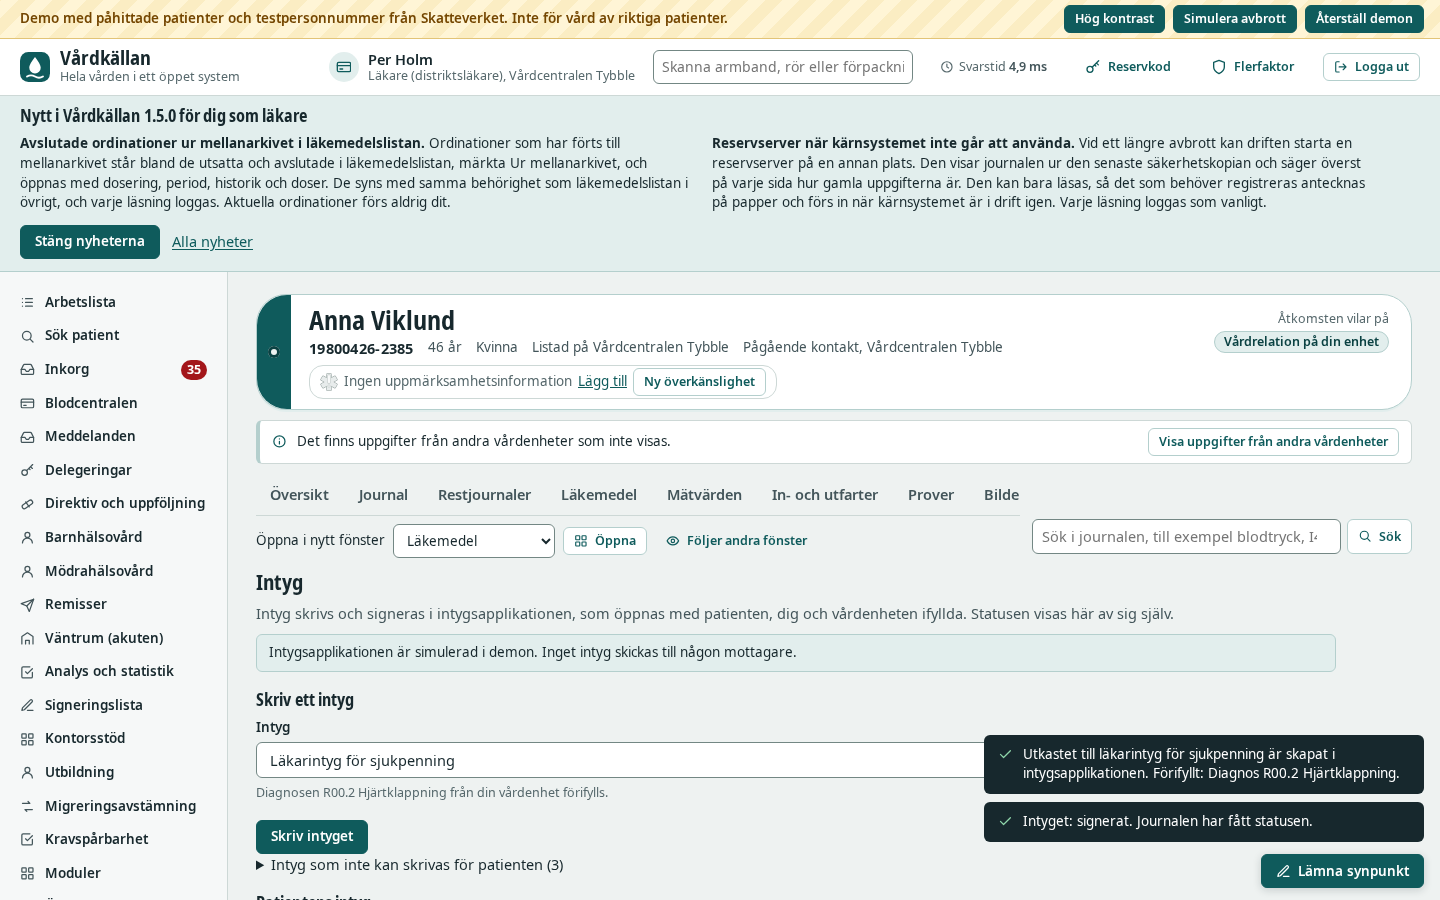 Demo med påhittade patienter och testpersonnummer från Skatteverket. Inte för vård av riktiga patienter.
Hög kontrast
Simulera avbrott
Återställ demon
Vårdkällan
Hela vården i ett öppet system
Per Holm
Läkare (distriktsläkare), Vårdcentralen Tybble
Skanna armband, rör eller förpackni
Svarstid 4,9 ms
Reservkod
Flerfaktor
Logga ut
Nytt i Vårdkällan 1.5.0 för dig som läkare
Avslutade ordinationer ur mellanarkivet i läkemedelslistan. Ordinationer som har förts till
mellanarkivet står bland de utsatta och avslutade i läkemedelslistan, märkta Ur mellanarkivet, och
öppnas med dosering, period, historik och doser. De syns med samma behörighet som läkemedelslistan i
övrigt, och varje läsning loggas. Aktuella ordinationer förs aldrig dit.
Reservserver när kärnsystemet inte går att använda. Vid ett längre avbrott kan driften starta en
reservserver på en annan plats. Den visar journalen ur den senaste säkerhetskopian och säger överst
på varje sida hur gamla uppgifterna är. Den kan bara läsas, så det som behöver registreras antecknas
på papper och förs in när kärnsystemet är i drift igen. Varje läsning loggas som vanligt.
Stäng nyheterna
Alla nyheter
Arbetslista
Sök patient
Inkorg
35
Blodcentralen
Meddelanden
Delegeringar
Direktiv och uppföljning
Barnhälsovård
Mödrahälsovård
Remisser
Väntrum (akuten)
Analys och statistik
Signeringslista
Kontorsstöd
Utbildning
Migreringsavstämning
Kravspårbarhet
Moduler
Anna Viklund
19800426-2385
46 år
Kvinna
Listad på Vårdcentralen Tybble
Pågående kontakt, Vårdcentralen Tybble
Ingen uppmärksamhetsinformation
Lägg till
Ny överkänslighet
Åtkomsten vilar på
Vårdrelation på din enhet
Det finns uppgifter från andra vårdenheter som inte visas.
Visa uppgifter från andra vårdenheter
Översikt
Journal
Restjournaler
Läkemedel
Mätvärden
In- och utfarter
Prover
Bilde
Öppna i nytt fönster
Läkemedel
Öppna
Följer andra fönster
Sök i journalen, till exempel blodtryck, I4
Sök
Intyg
Intyg skrivs och signeras i intygsapplikationen, som öppnas med patienten, dig och vårdenheten ifyllda. Statusen visas här av sig själv.
Intygsapplikationen är simulerad i demon. Inget intyg skickas till någon mottagare.
Skriv ett intyg
Intyg
Läkarintyg för sjukpenning
Diagnosen R00.2 Hjärtklappning från din vårdenhet förifylls.
Skriv intyget
Intyg som inte kan skrivas för patienten (3)
Utkastet till läkarintyg för sjukpenning är skapat i
intygsapplikationen. Förifyllt: Diagnos R00.2 Hjärtklappning.
Intyget: signerat. Journalen har fått statusen.
Lämna synpunkt